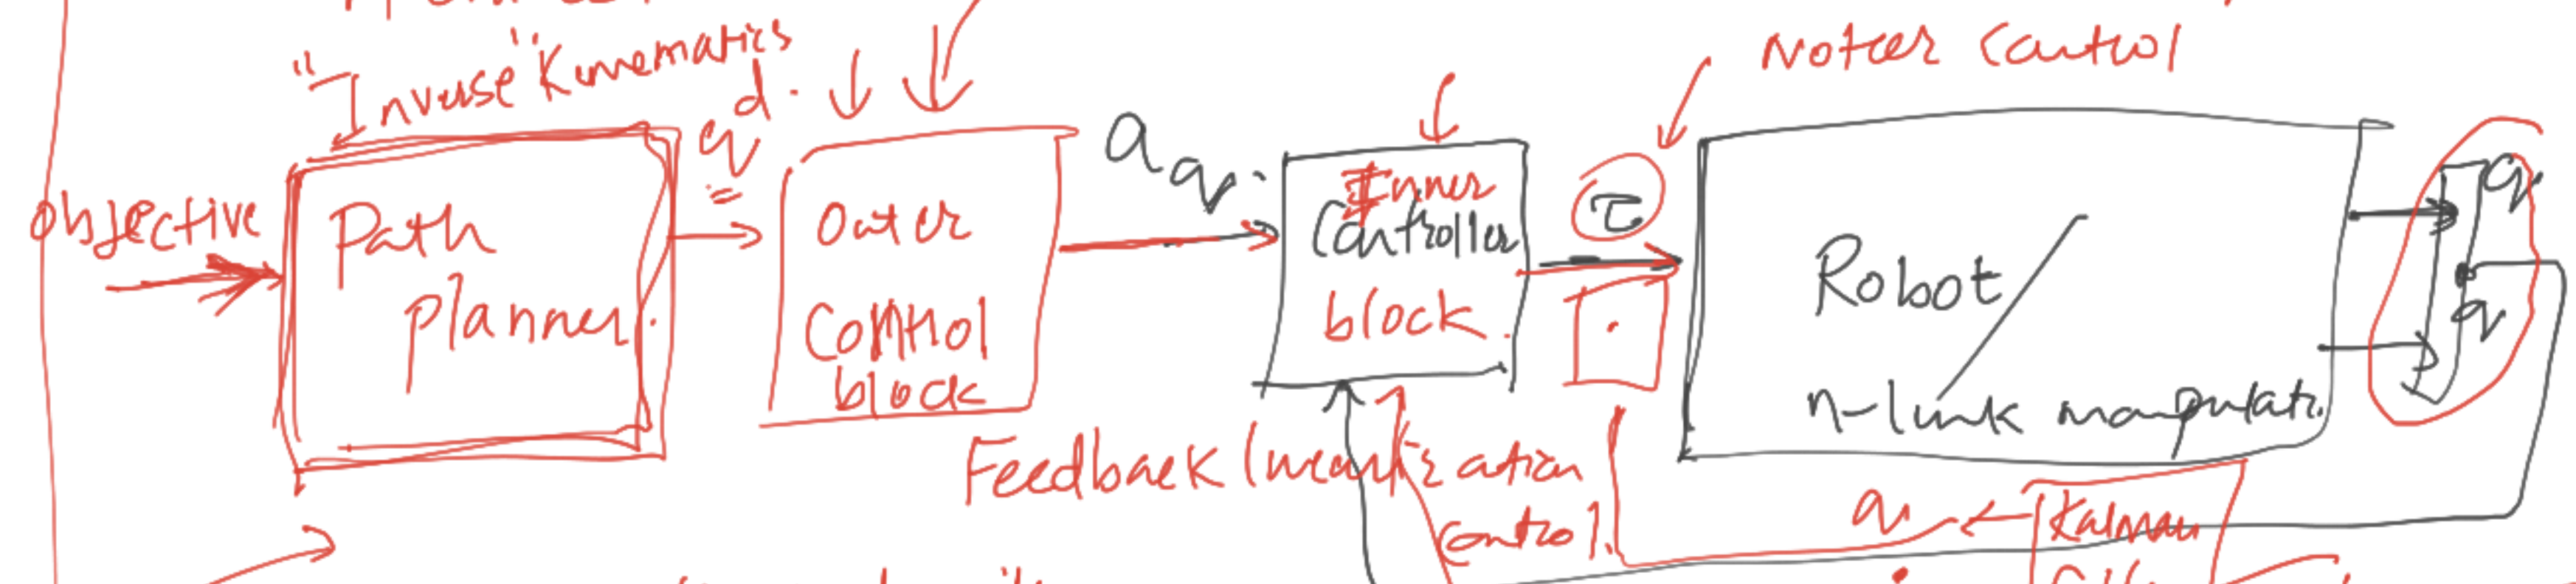 "Inverse" Kinematics
Motor Control
q^d.
a_q.
objective
Path
planner.
Outer
Control
block
Inner
Controller
block.
τ
Robot/
n-link manipulator.
q
q
Feedback Linearization
Control.
q ← Kalman